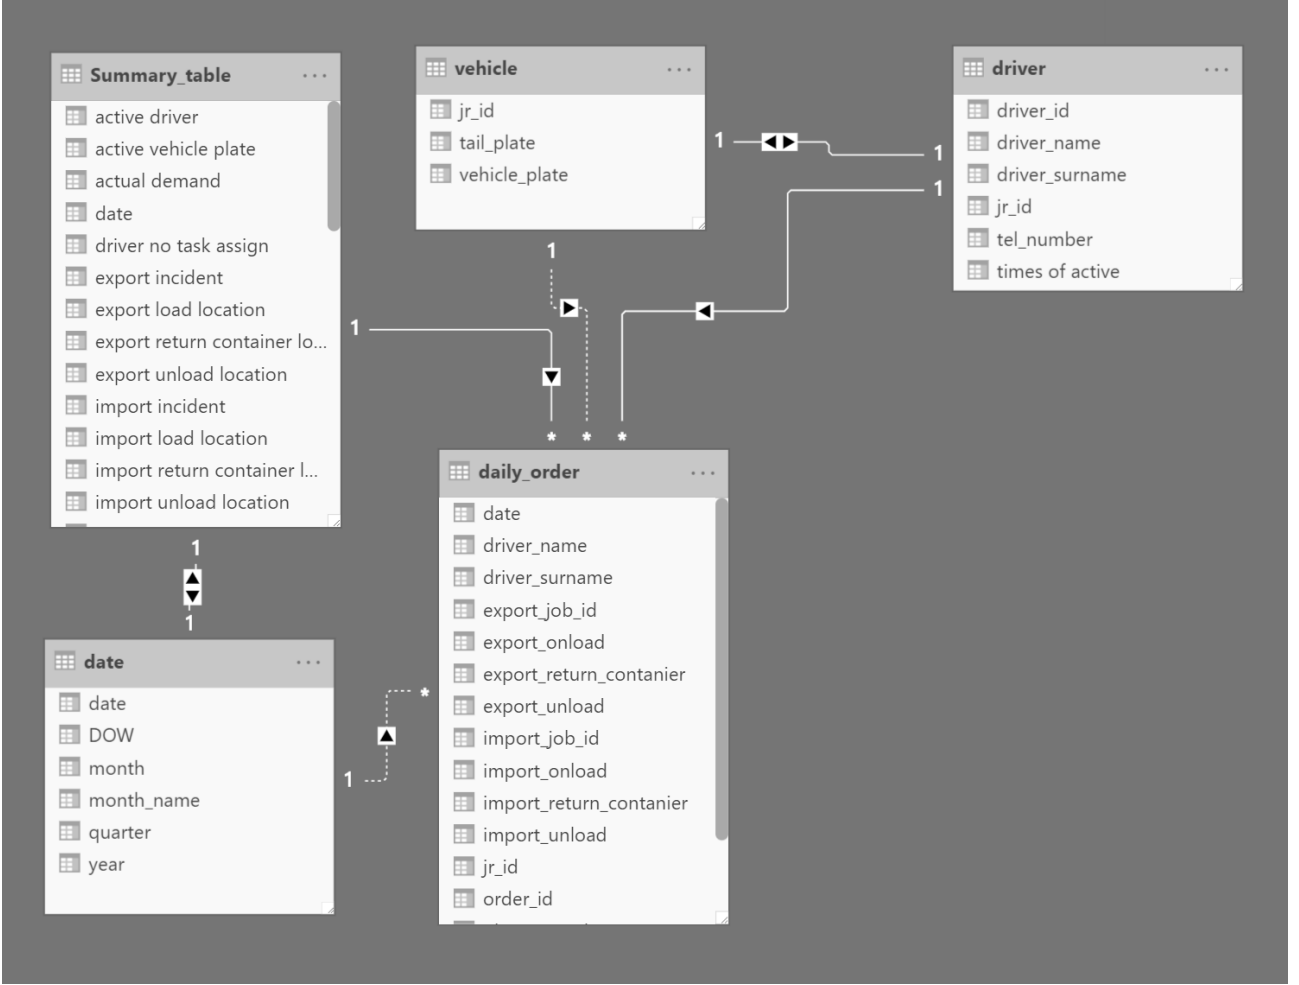 Summary_table
active driver
active vehicle plate
actual demand
date
driver no task assign
export incident
export load location
export return container lo...
export unload location
import incident
import load location
import return container l...
import unload location
vehicle
jr_id
tail_plate
vehicle_plate
driver
driver_id
driver_name
driver_surname
jr_id
tel_number
times of active
1
1
1
1
1
* * *
1
1
date
date
DOW
month
month_name
quarter
year
1
*
daily_order
date
driver_name
driver_surname
export_job_id
export_onload
export_return_contanier
export_unload
import_job_id
import_onload
import_return_contanier
import_unload
jr_id
order_id